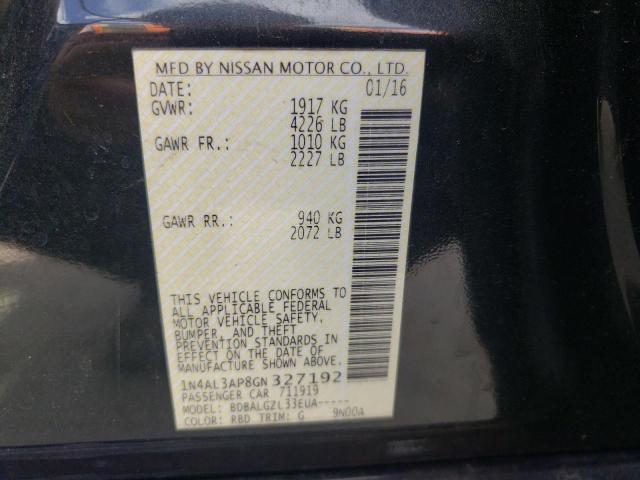 MFD BY NISSAN MOTOR CO., LTD.
DATE: 01/16
GVWR: 1917 KG
4226 LB
GAWR FR.: 1010 KG
2227 LB
GAWR RR.: 940 KG
2072 LB
THIS VEHICLE CONFORMS TO
ALL APPLICABLE FEDERAL
MOTOR VEHICLE SAFETY,
BUMPER, AND THEFT
PREVENTION STANDARDS
IN EFFECT ON THE DATE OF
MANUFACTURE SHOWN ABOVE.
1N4AL3AP8GN327192
PASSENGER CAR 711919
MODEL: BDBALGZL33EUA-----
COLOR: RBD TRIM: G 9N00A